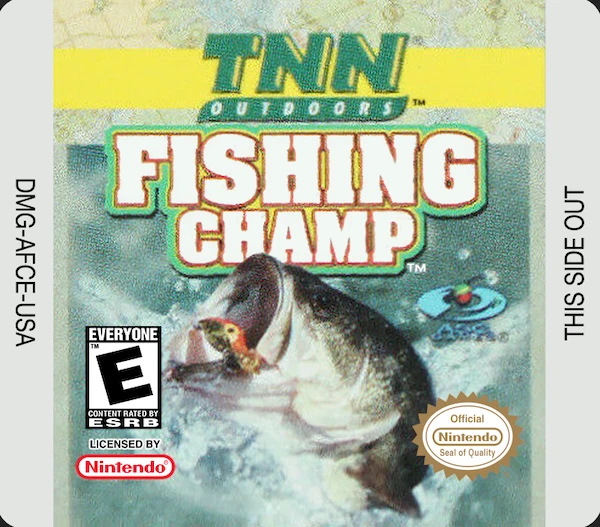 TNN
OUTDOORS TM
FISHING
CHAMP TM
DMG-AFCE-USA
THIS SIDE OUT
EVERYONE
TM
E
CONTENT RATED BY
ESRB
LICENSED BY
Nintendo®
Official
Nintendo
Seal of Quality